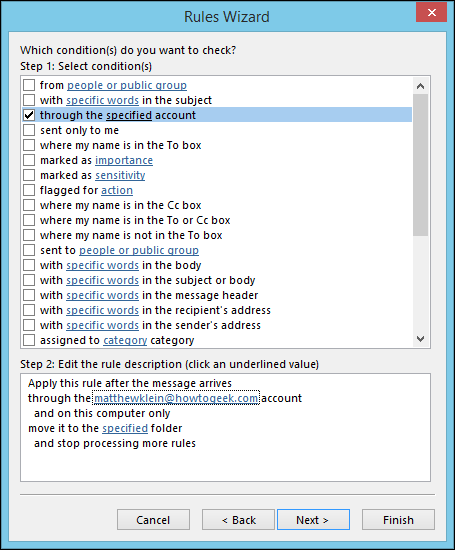 Rules Wizard
Which condition(s) do you want to check?
Step 1: Select condition(s)
from people or public group
with specific words in the subject
through the specified account
sent only to me
where my name is in the To box
marked as importance
marked as sensitivity
flagged for action
where my name is in the Cc box
where my name is in the To or Cc box
where my name is not in the To box
sent to people or public group
with specific words in the body
with specific words in the subject or body
with specific words in the message header
with specific words in the recipient's address
with specific words in the sender's address
assigned to category category
Step 2: Edit the rule description (click an underlined value)
Apply this rule after the message arrives
through the matthewklein@howtogeek.com account
and on this computer only
move it to the specified folder
and stop processing more rules
Cancel < Back Next > Finish